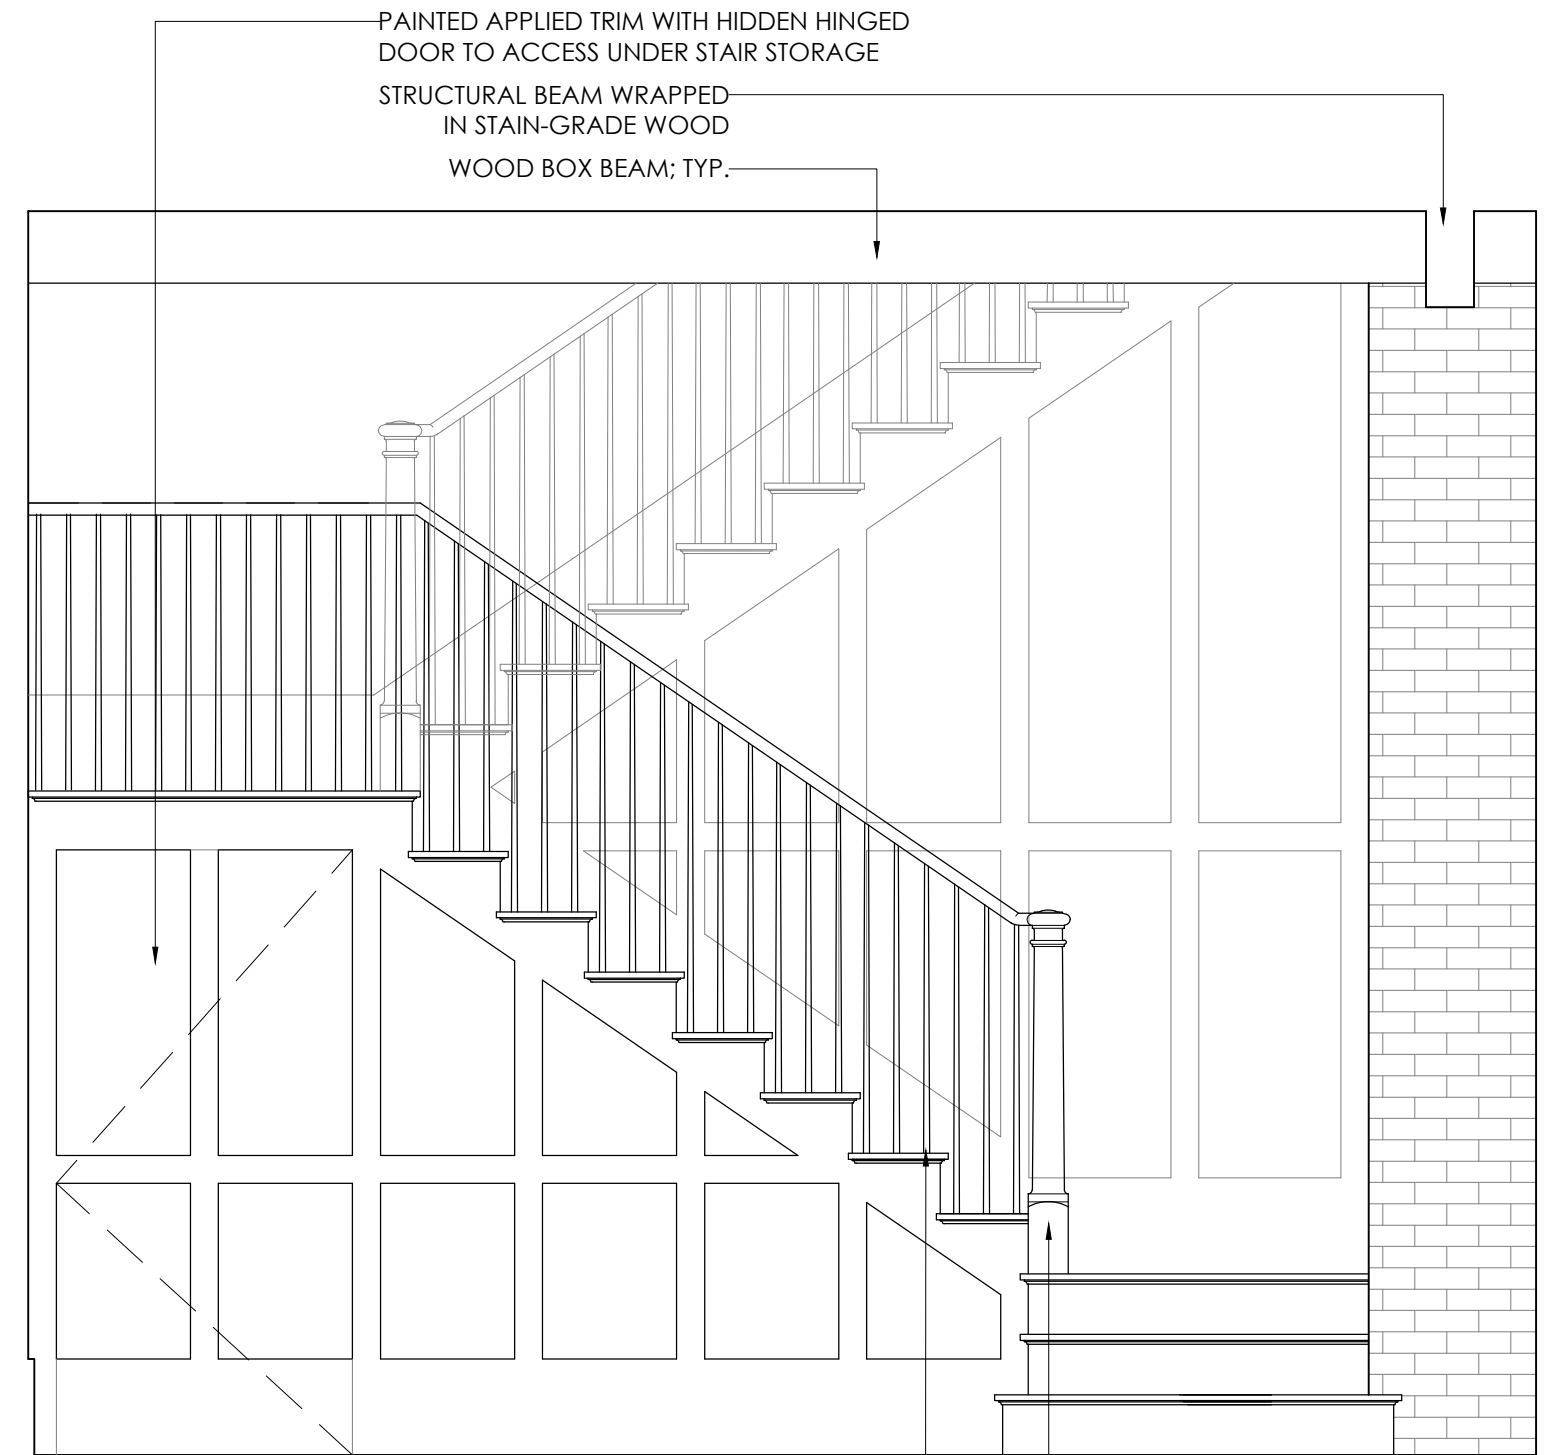 PAINTED APPLIED TRIM WITH HIDDEN HINGED
DOOR TO ACCESS UNDER STAIR STORAGE
STRUCTURAL BEAM WRAPPED
IN STAIN-GRADE WOOD
WOOD BOX BEAM; TYP.